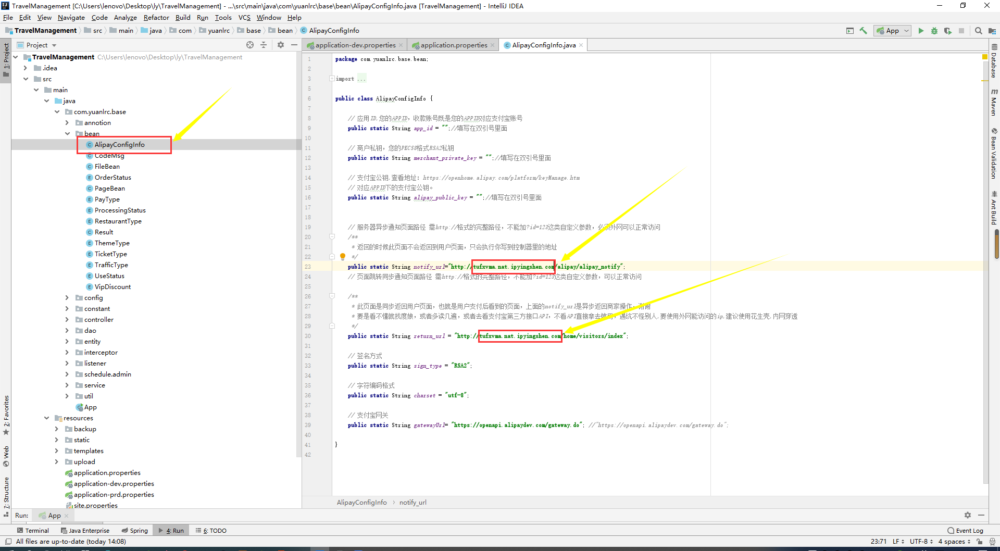 TravelManagement [C:\Users\lenovo\Desktop\ly\TravelManagement] - ...\src\main\java\com\yuanlrc\base\bean\AlipayConfigInfo.java [TravelManagement] - IntelliJ IDEA
File Edit View Navigate Code Analyze Refactor Build Run Tools VCS Window Help
TravelManagement src main java com yuanlrc base bean AlipayConfigInfo
App
Project
application-dev.properties application.properties AlipayConfigInfo.java
1: Project
2: Favorites
Web
7: Structure
TravelManagement C:\Users\lenovo\Desktop\ly\TravelManagement
.idea
src
main
java
com.yuanlrc.base
annotion
bean
AlipayConfigInfo
CodeMsg
FileBean
OrderStatus
PageBean
PayType
ProcessingStatus
RestaurantType
Result
ThemeType
TicketType
TrafficType
UseStatus
VipDiscount
config
constant
controller
dao
entity
interceptor
listener
schedule.admin
service
util
App
resources
backup
static
templates
upload
application.properties
application-dev.properties
application-prd.properties
site.properties
1 package com.yuanlrc.base.bean;
2
3 import ...
5
6 public class AlipayConfigInfo {
7
8 // 应用ID,您的APPID，收款账号既是您的APPID对应支付宝账号
9 public static String app_id = "";//填写在双引号里面
10
11 // 商户私钥，您的PKCS8格式RSA2私钥
12 public static String merchant_private_key = "";//填写在双引号里面
13
14 // 支付宝公钥,查看地址：https://openhome.alipay.com/platform/keyManage.htm
15 // 对应APPID下的支付宝公钥。
16 public static String alipay_public_key = "";//填写在双引号里面
17
18
19 // 服务器异步通知页面路径 需http://格式的完整路径，不能加?id=123这类自定义参数，必须外网可以正常访问
20 /**
21 * 返回的时候此页面不会返回到用户页面，只会执行你写到控制器里的地址
22 */
23 public static String notify_url="http://tufxvma.nat.ipyingshen.com/alipay/alipay_notify";
24 // 页面跳转同步通知页面路径 需http://格式的完整路径，不能加?id=123这类自定义参数，可以正常访问
25
26 /**
27 * 此页面是同步返回用户页面，也就是用户支付后看到的页面，上面的notify_url是异步返回商家操作，谢谢
28 * 要是看不懂就找度娘，或者多读几遍，或者去看支付宝第三方接口API，不看API直接拿去就用，遇坑不怪别人,要使用外网能访问的ip,建议使用花生壳,内网穿透
29 */
30 public static String return_url = "http://tufxvma.nat.ipyingshen.com/home/visitors/index";
31
32 // 签名方式
33 public static String sign_type = "RSA2";
34
35 // 字符编码格式
36 public static String charset = "utf-8";
37
38 // 支付宝网关
39 public static String gatewayUrl= "https://openapi.alipaydev.com/gateway.do"; //"https://openapi.alipaydev.com/gateway.do";
40
41 }
42
AlipayConfigInfo notify_url
Database
Maven
Bean Validation
Ant Build
Run: App
Terminal Java Enterprise Spring 4: Run 6: TODO Event Log
All files are up-to-date (today 14:08) 23:71 LF UTF-8 4 spaces